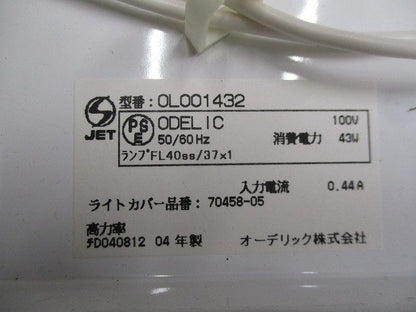 型番：OL001432
JET
PSE
ODELIC
100V
50/60Hz
消費電力 43W
ランプFL40ss/37x1
入力電流 0.44A
ライトカバー品番：70458-05
高力率
チD040812 04年製 オーデリック株式会社